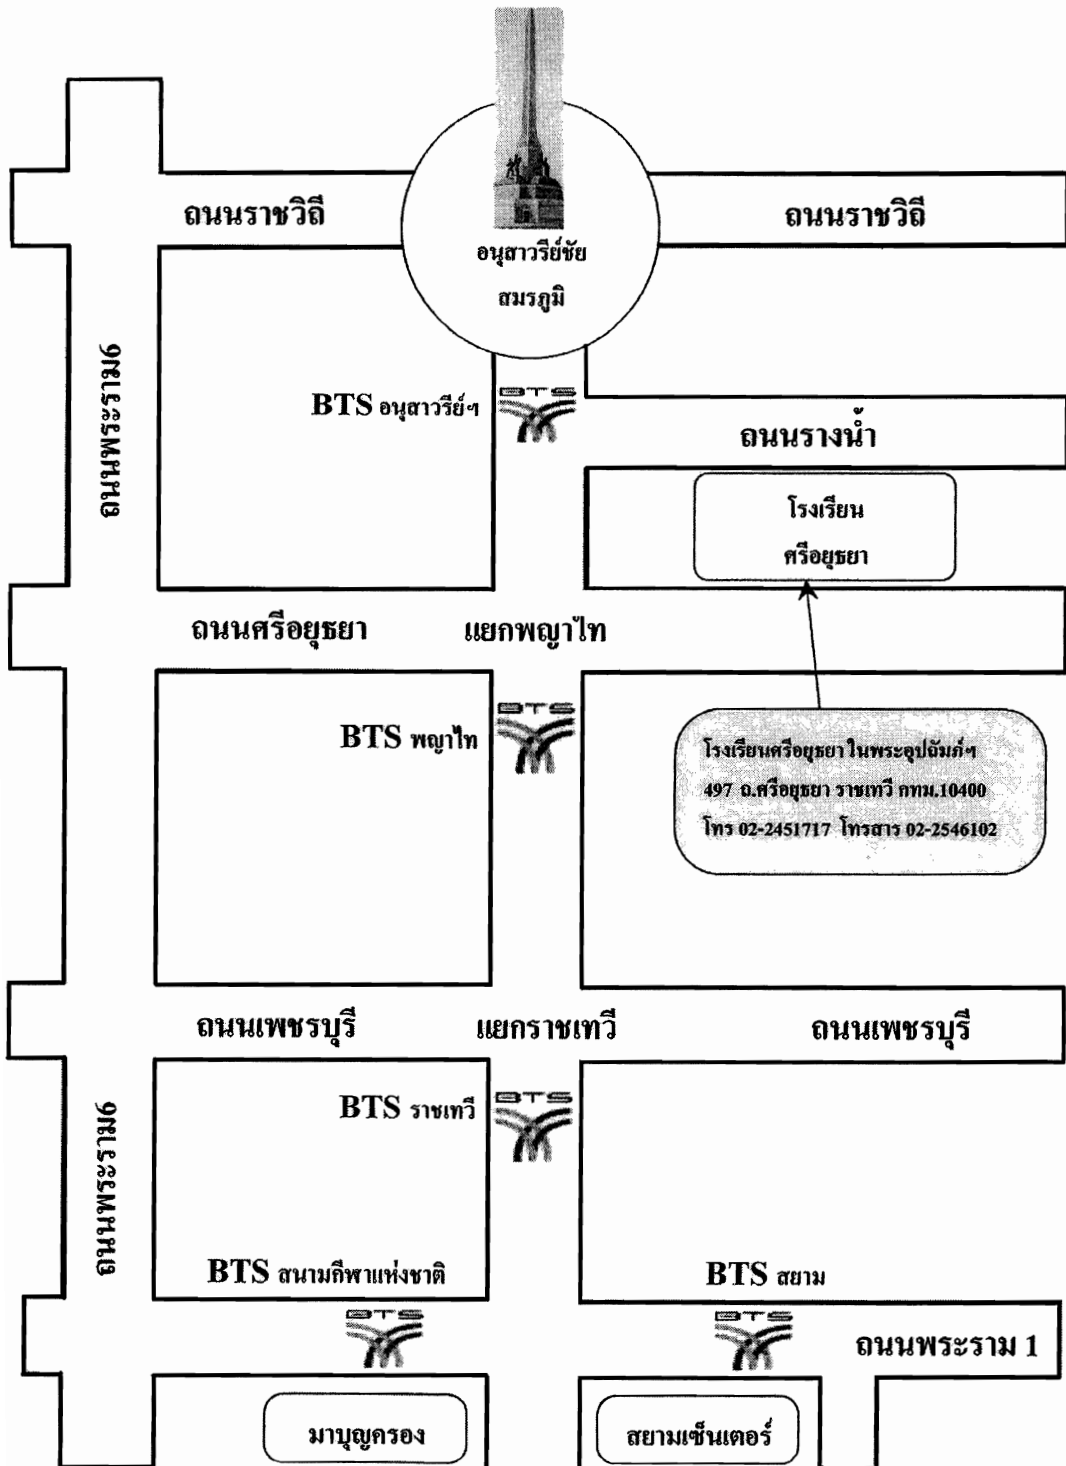 ถนนราชวิถี
ถนนราชวิถี
อนุสาวรีย์ชัย
สมรภูมิ
ถนนพระราม6
BTS อนุสาวรีย์ฯ
BTS
ถนนรางน้ำ
โรงเรียน
ศรีอยุธยา
ถนนศรีอยุธยา
แยกพญาไท
BTS พญาไท
BTS
โรงเรียนศรีอยุธยา ในพระอุปถัมภ์ฯ
497 ถ.ศรีอยุธยา ราชเทวี กทม.10400
โทร 02-2451717 โทรสาร 02-2546102
ถนนเพชรบุรี
แยกราชเทวี
ถนนเพชรบุรี
BTS ราชเทวี
BTS
ถนนพระราม6
BTS สนามกีฬาแห่งชาติ
BTS สยาม
BTS
BTS
ถนนพระราม 1
มาบุญครอง
สยามเซ็นเตอร์